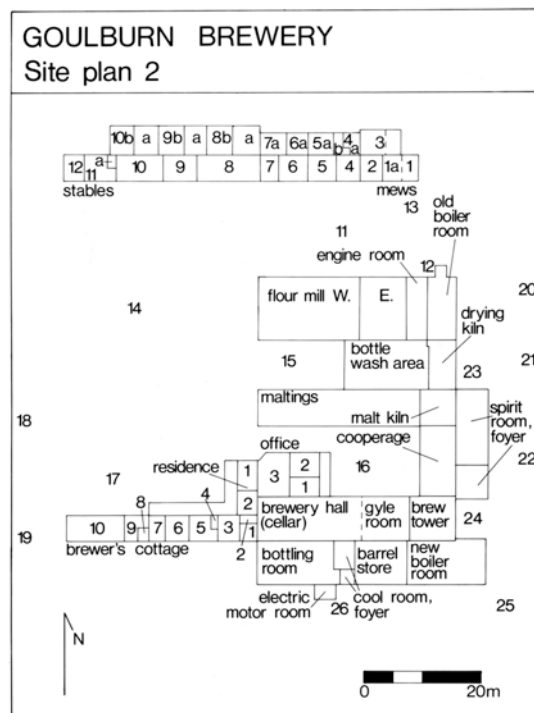 GOULBURN BREWERY
Site plan 2
10b a 9b a 8b a 7a 6a 5a b 4 a 3
12 11 a 10 9 8 7 6 5 4 2 1a 1
stables mews
13
old
boiler
room
11
engine room
12
flour mill W. E.
20
14
drying
kiln
15
bottle
wash area
23
21
maltings
malt kiln
spirit
room,
foyer
18
office
cooperage
22
residence
1
3
2
1
16
17
8
4
2
brewery hall
(cellar)
gyle
room
brew
tower
24
19
10 9 7 6 5 3 1
brewer's cottage
2
bottling
room
barrel
store
new
boiler
room
electric
motor room
26
cool room,
foyer
25
N
0 20m